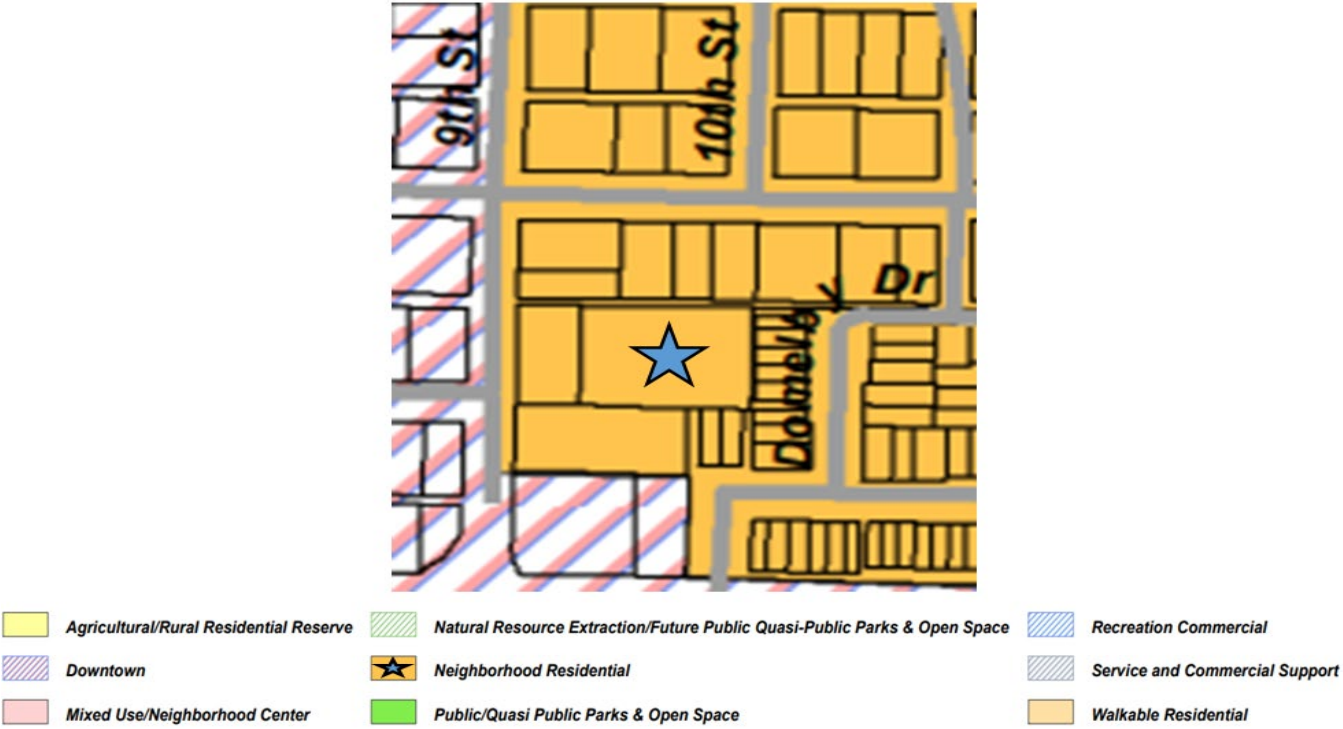 9th St
10th St
Dr
Domelby
Agricultural/Rural Residential Reserve
Natural Resource Extraction/Future Public Quasi-Public Parks & Open Space
Recreation Commercial
Downtown
Neighborhood Residential
Service and Commercial Support
Mixed Use/Neighborhood Center
Public/Quasi Public Parks & Open Space
Walkable Residential